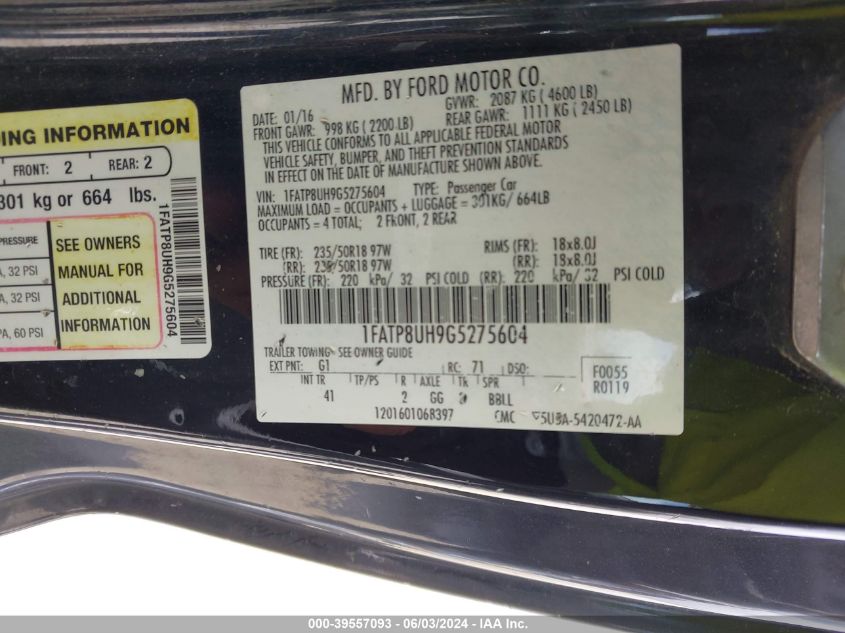 ING INFORMATION
FRONT: 2 REAR: 2
301 kg or 664 lbs.
PRESSURE
SEE OWNERS
MANUAL FOR
ADDITIONAL
INFORMATION
A, 32 PSI
A, 32 PSI
PA, 60 PSI
1FATP8UH9G5275604
MFD. BY FORD MOTOR CO.
DATE: 01/16 GVWR: 2087 KG ( 4600 LB)
FRONT GAWR: 998 KG ( 2200 LB) REAR GAWR: 1111 KG ( 2450 LB)
THIS VEHICLE CONFORMS TO ALL APPLICABLE FEDERAL MOTOR
VEHICLE SAFETY, BUMPER, AND THEFT PREVENTION STANDARDS
IN EFFECT ON THE DATE OF MANUFACTURE SHOWN ABOVE.
VIN: 1FATP8UH9G5275604 TYPE: Passenger Car
MAXIMUM LOAD = OCCUPANTS + LUGGAGE = 301KG/ 664LB
OCCUPANTS = 4 TOTAL; 2 FRONT, 2 REAR
TIRE (FR): 235/50R18 97W RIMS (FR): 18x8.0J
(RR): 235/50R18 97W (RR): 18x8.0J
PRESSURE (FR): 220 kPa/ 32 PSI COLD (RR): 220 kPa/ 32 PSI COLD
1FATP8UH9G5275604
TRAILER TOWING- SEE OWNER GUIDE
EXT PNT: G1 RC: 71 DSO: F0055
R0119
INT TR TP/PS R AXLE TR SPR
41 2 GG BBLL
1201601068397 5U5A-5420472-AA
000-39557093 - 06/03/2024 - IAAI.com